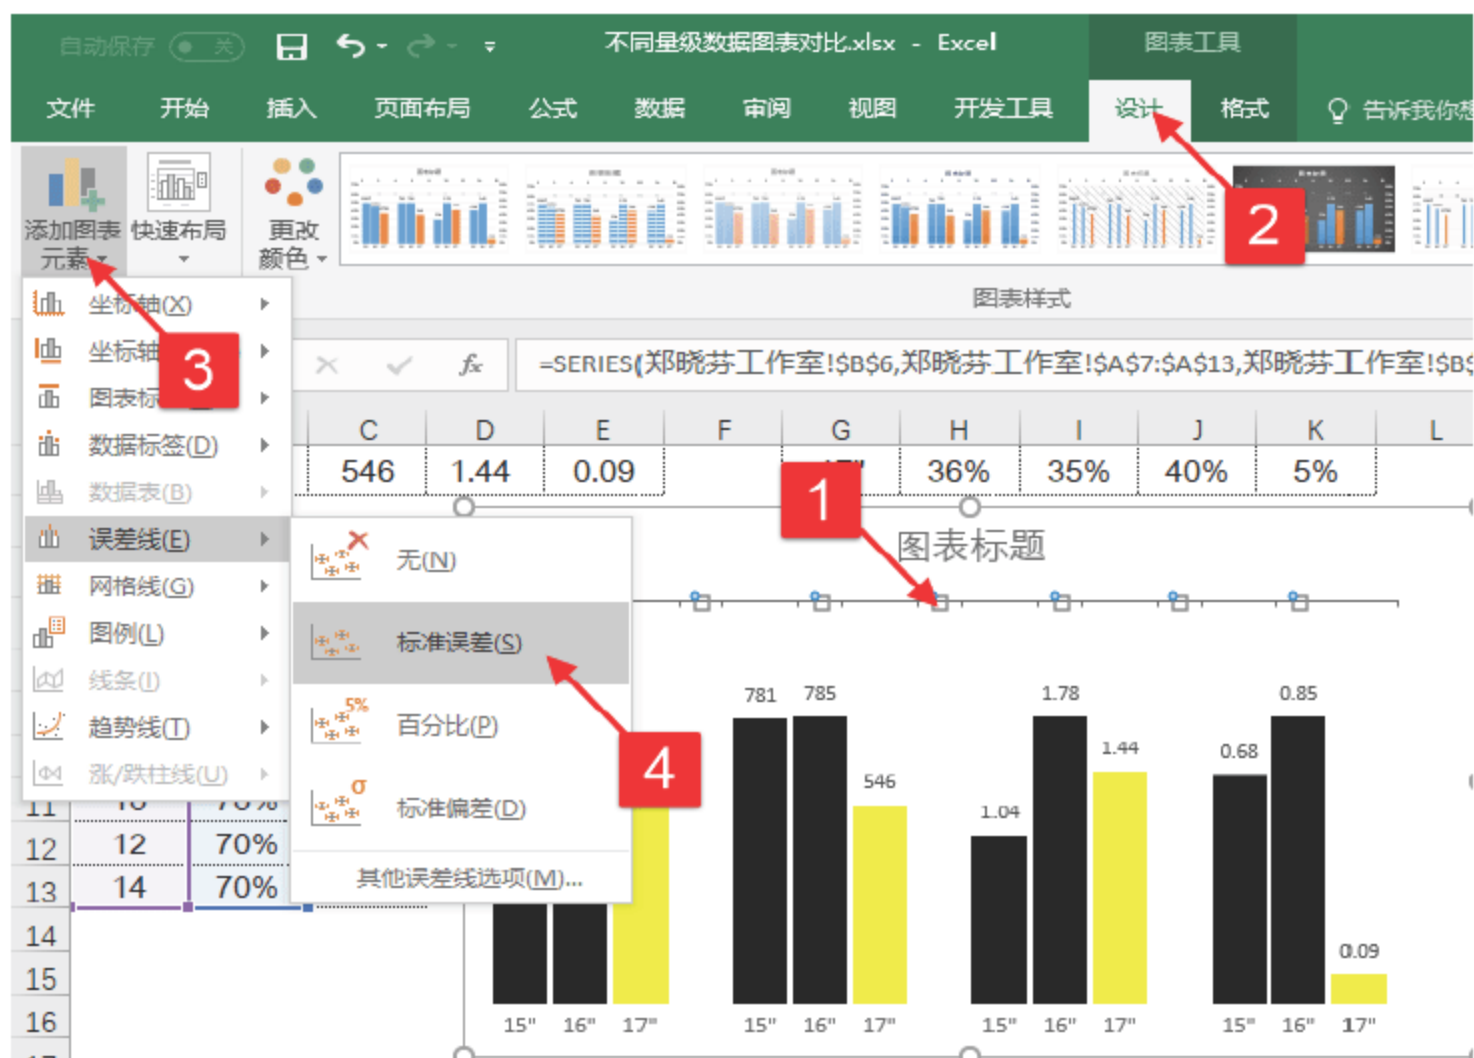 自动保存 关 不同量级数据图表对比.xlsx - Excel 图表工具
文件 开始 插入 页面布局 公式 数据 审阅 视图 开发工具 设计 格式 告诉我你想
添加图表
元素
快速布局
更改
颜色
2
图表样式
坐标轴(X)
坐标轴
3
图表标
数据标签(D)
数据表(B)
误差线(E)
网格线(G)
图例(L)
线条(I)
趋势线(T)
涨/跌柱线(U)
fx =SERIES(郑晓芬工作室!$B$6,郑晓芬工作室!$A$7:$A$13,郑晓芬工作室!$B$
C D E F G H I J K L
546 1.44 0.09 36% 35% 40% 5%
1
图表标题
无(N)
标准误差(S)
5%
百分比(P)
σ
标准偏差(D)
其他误差线选项(M)...
4
781 785 1.78 0.85
546 1.04 1.44 0.68 0.09
11
12 12 70%
13 14 70%
14
15
16
15" 16" 17" 15" 16" 17" 15" 16" 17" 15" 16" 17"